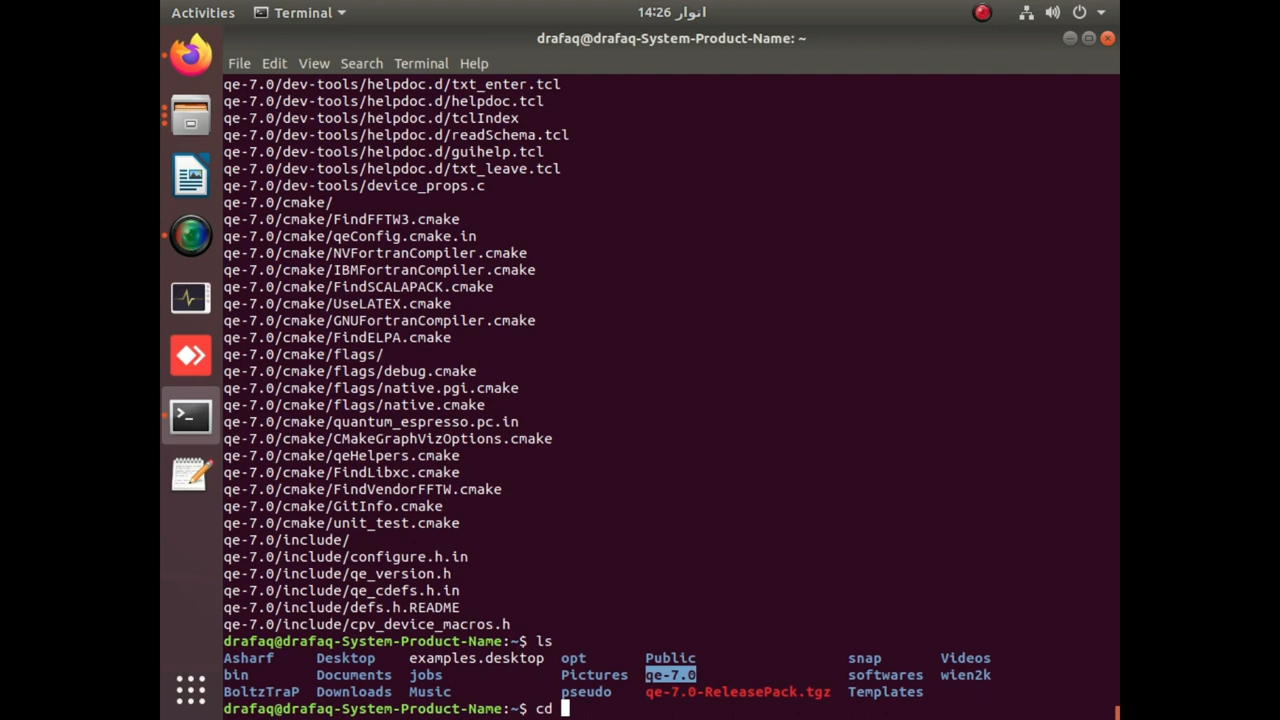 Activities Terminal 14:26 انوار
drafaq@drafaq-System-Product-Name: ~
File Edit View Search Terminal Help
qe-7.0/dev-tools/helpdoc.d/txt_enter.tcl
qe-7.0/dev-tools/helpdoc.d/helpdoc.tcl
qe-7.0/dev-tools/helpdoc.d/tclIndex
qe-7.0/dev-tools/helpdoc.d/readSchema.tcl
qe-7.0/dev-tools/helpdoc.d/guihelp.tcl
qe-7.0/dev-tools/helpdoc.d/txt_leave.tcl
qe-7.0/dev-tools/device_props.c
qe-7.0/cmake/
qe-7.0/cmake/FindFFTW3.cmake
qe-7.0/cmake/qeConfig.cmake.in
qe-7.0/cmake/NVFortranCompiler.cmake
qe-7.0/cmake/IBMFortranCompiler.cmake
qe-7.0/cmake/FindSCALAPACK.cmake
qe-7.0/cmake/UseLATEX.cmake
qe-7.0/cmake/GNUFortranCompiler.cmake
qe-7.0/cmake/FindELPA.cmake
qe-7.0/cmake/flags/
qe-7.0/cmake/flags/debug.cmake
qe-7.0/cmake/flags/native.pgi.cmake
qe-7.0/cmake/flags/native.cmake
qe-7.0/cmake/quantum_espresso.pc.in
qe-7.0/cmake/CMakeGraphVizOptions.cmake
qe-7.0/cmake/qeHelpers.cmake
qe-7.0/cmake/FindLibxc.cmake
qe-7.0/cmake/FindVendorFFTW.cmake
qe-7.0/cmake/GitInfo.cmake
qe-7.0/cmake/unit_test.cmake
qe-7.0/include/
qe-7.0/include/configure.h.in
qe-7.0/include/qe_version.h
qe-7.0/include/qe_cdefs.h.in
qe-7.0/include/defs.h.README
qe-7.0/include/cpv_device_macros.h
drafaq@drafaq-System-Product-Name:~$ ls
Asharf Desktop examples.desktop opt Public snap Videos
bin Documents jobs Pictures qe-7.0 softwares wien2k
BoltzTraP Downloads Music pseudo qe-7.0-ReleasePack.tgz Templates
drafaq@drafaq-System-Product-Name:~$ cd